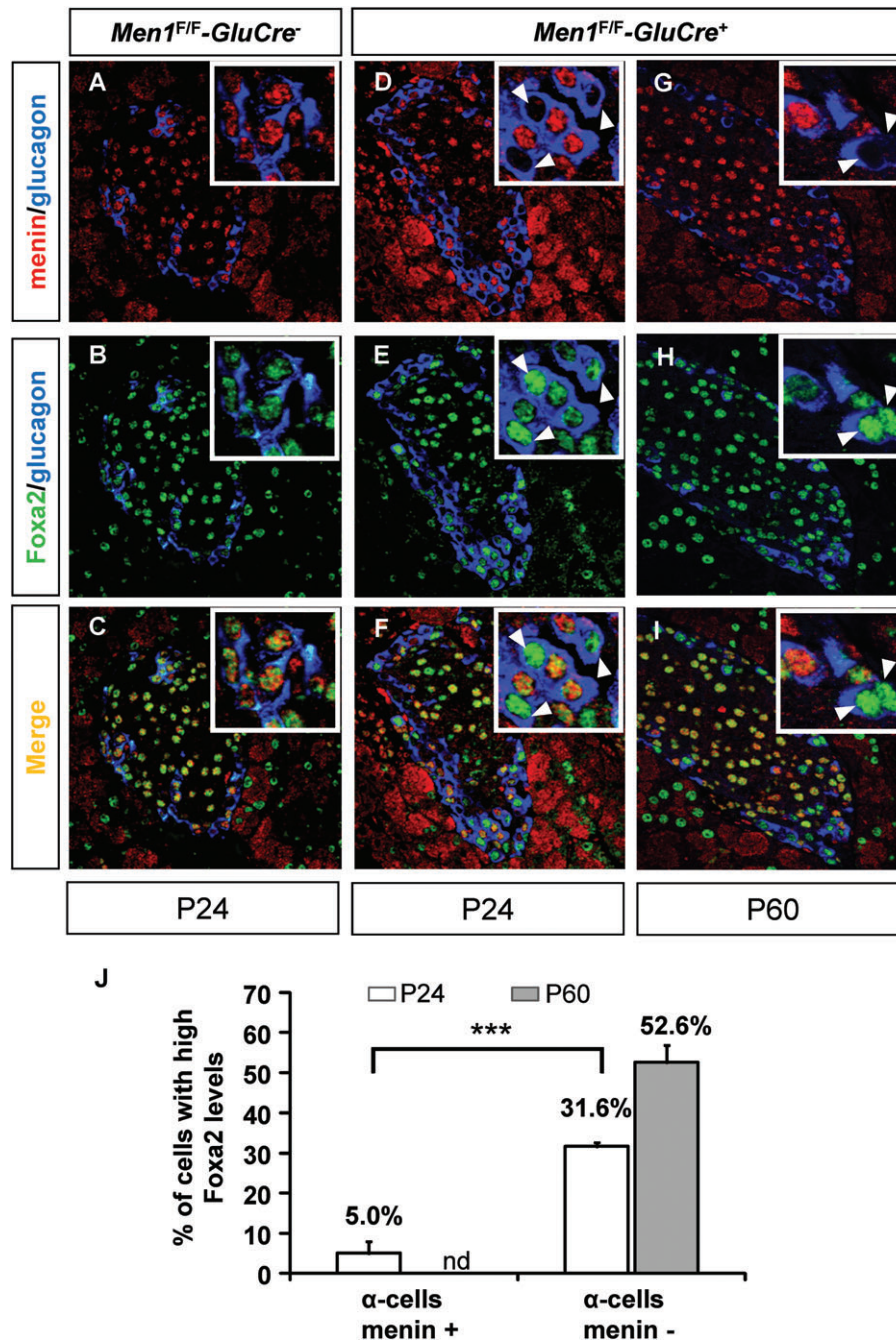 Men1F/F-GluCre-
Men1F/F-GluCre+
menin/glucagon
A
D
G
Foxa2/glucagon
B
E
H
Merge
C
F
I
P24
P24
P60
J
% of cells with high
Foxa2 levels
70
60
50
40
30
20
10
0
P24
P60
***
5.0%
nd
31.6%
52.6%
α-cells
menin +
α-cells
menin -